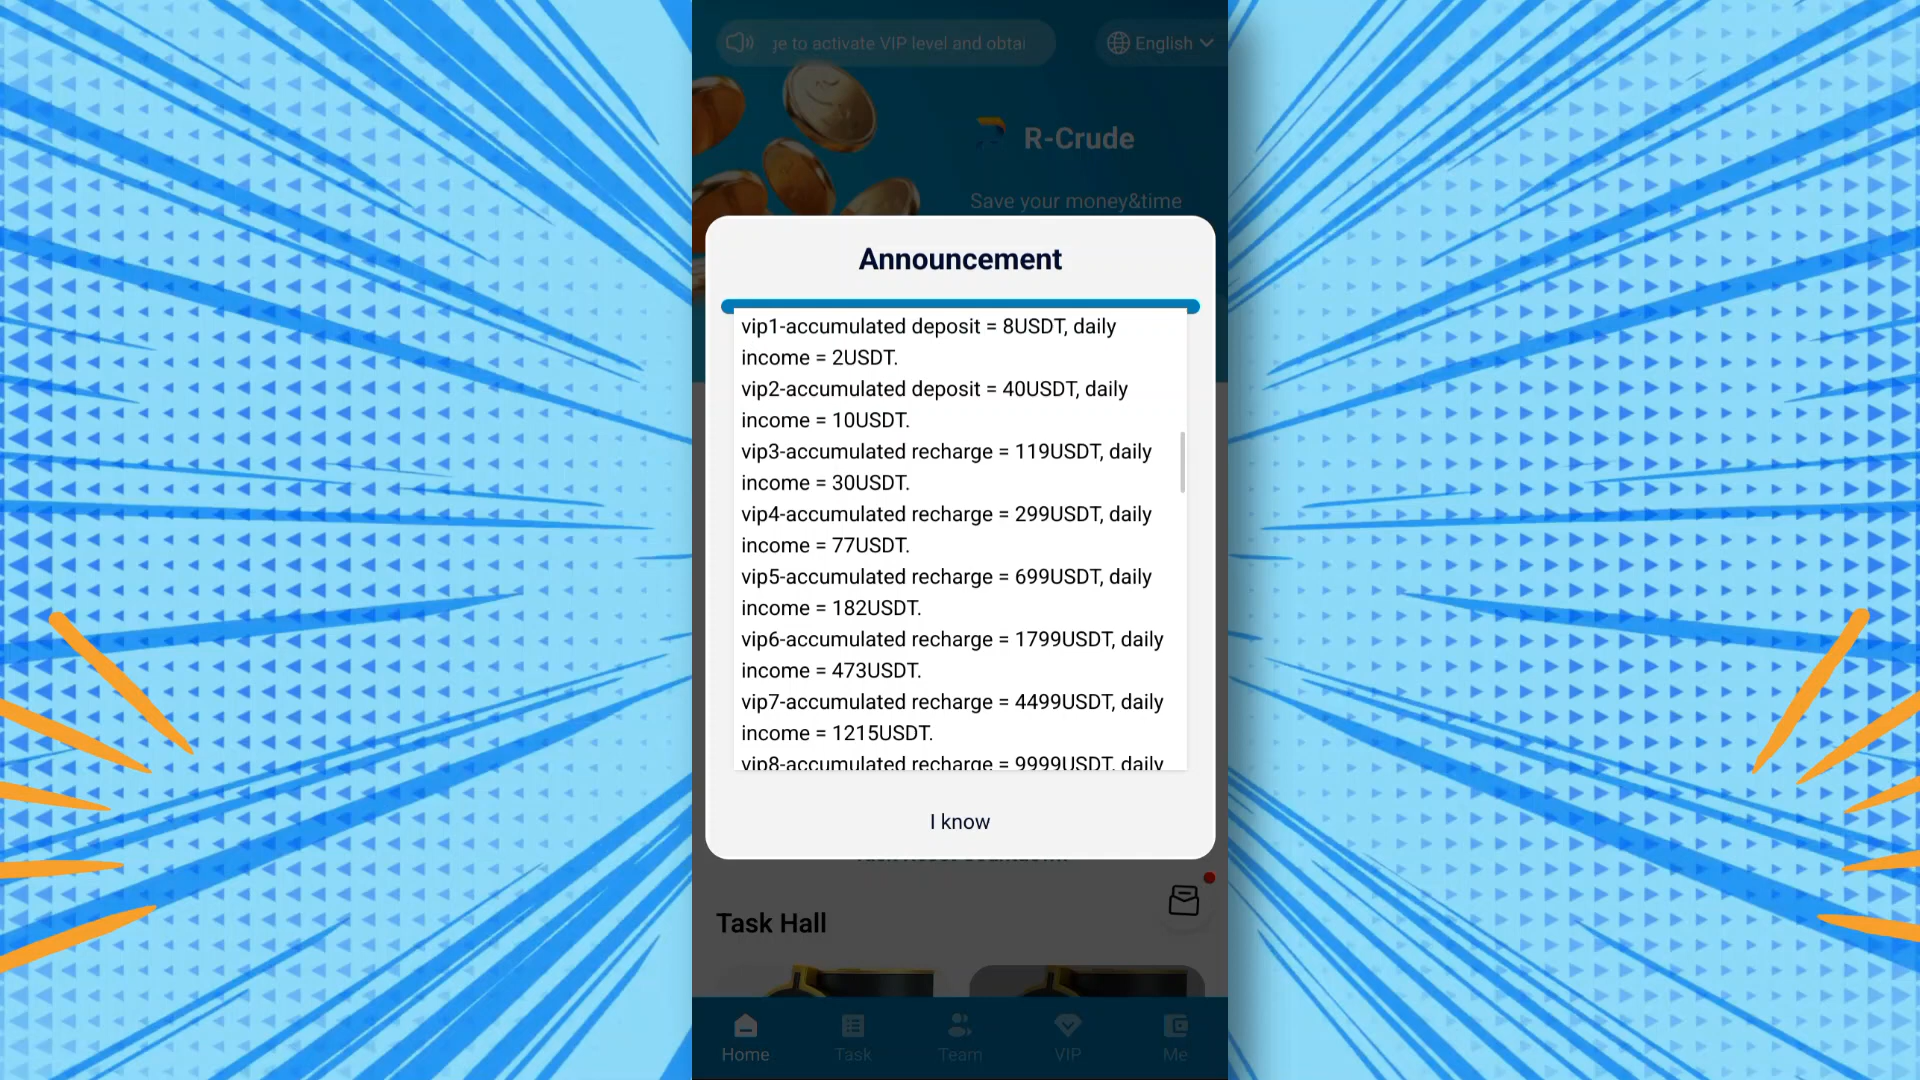 ge to activate VIP level and obtai
English
R-Crude
Save your money&time
Announcement
vip1-accumulated deposit = 8USDT, daily
income = 2USDT.
vip2-accumulated deposit = 40USDT, daily
income = 10USDT.
vip3-accumulated recharge = 119USDT, daily
income = 30USDT.
vip4-accumulated recharge = 299USDT, daily
income = 77USDT.
vip5-accumulated recharge = 699USDT, daily
income = 182USDT.
vip6-accumulated recharge = 1799USDT, daily
income = 473USDT.
vip7-accumulated recharge = 4499USDT, daily
income = 1215USDT.
vip8-accumulated recharge = 9999USDT, daily
I know
Task Hall
Home
Task
Team
VIP
Me